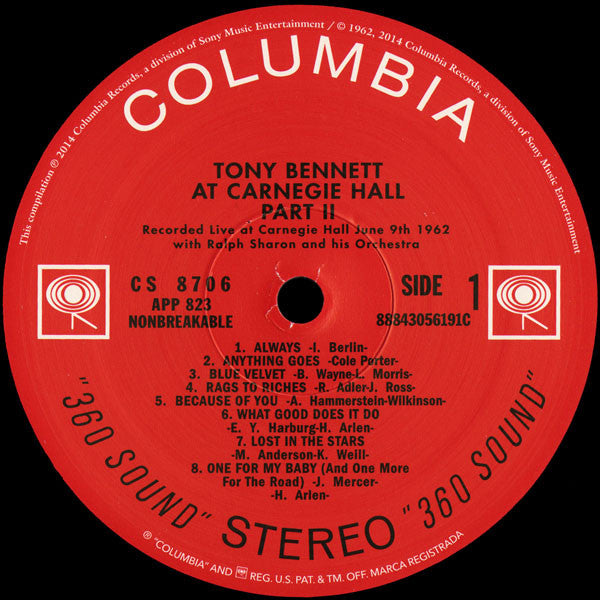 This compilation ℗ 2014 Columbia Records, a division of Sony Music Entertainment / © 1962, 2014 Columbia Records, a division of Sony Music Entertainment
COLUMBIA
TONY BENNETT
AT CARNEGIE HALL
PART II
Recorded Live at Carnegie Hall June 9th 1962
with Ralph Sharon and his Orchestra
CS 8706
APP 823
NONBREAKABLE
SIDE 1
88843056191C
1. ALWAYS -I. Berlin-
2. ANYTHING GOES -Cole Porter-
3. BLUE VELVET -B. Wayne-L. Morris-
4. RAGS TO RICHES -R. Adler-J. Ross-
5. BECAUSE OF YOU -A. Hammerstein-Wilkinson-
6. WHAT GOOD DOES IT DO
-E. Y. Harburg-H. Arlen-
7. LOST IN THE STARS
-M. Anderson-K. Weill-
8. ONE FOR MY BABY (And One More
For The Road) -J. Mercer-
-H. Arlen-
"360 SOUND" STEREO "360 SOUND"
® "COLUMBIA" AND REG. U.S. PAT. & TM. OFF. MARCA REGISTRADA